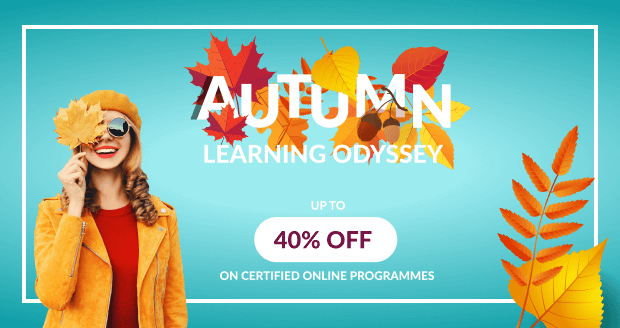 AUTUMN
LEARNING ODYSSEY
UP TO
40% OFF
ON CERTIFIED ONLINE PROGRAMMES